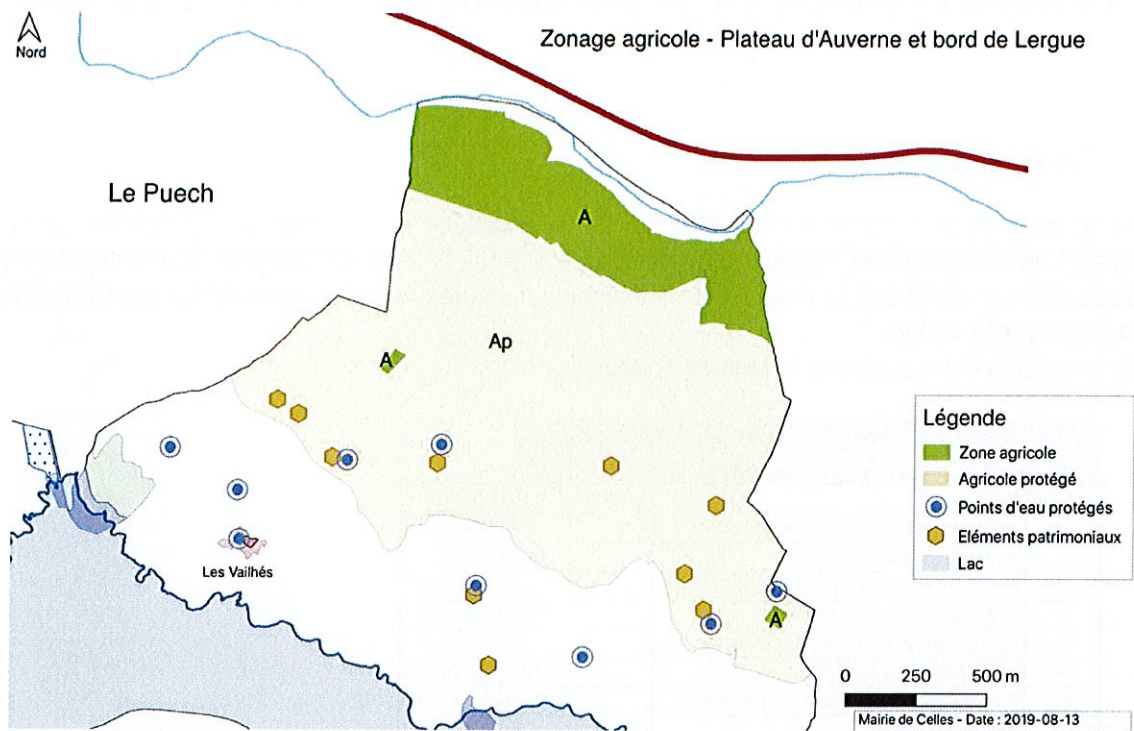 Nord
Zonage agricole - Plateau d'Auverne et bord de Lergue
Le Puech
A
Ap
A
Les Vailhés
A
Légende
Zone agricole
Agricole protégé
Points d'eau protégés
Eléments patrimoniaux
Lac
0 250 500 m
Mairie de Celles - Date : 2019-08-13